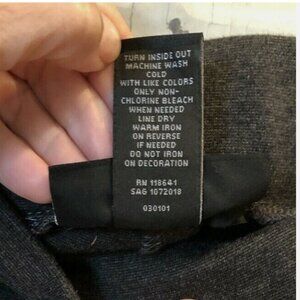 TURN INSIDE OUT
MACHINE WASH
COLD
WITH LIKE COLORS
ONLY NON-
CHLORINE BLEACH
WHEN NEEDED
LINE DRY
WARM IRON
ON REVERSE
IF NEEDED
DO NOT IRON
ON DECORATION
RN 118641
SAG 1072018
030101